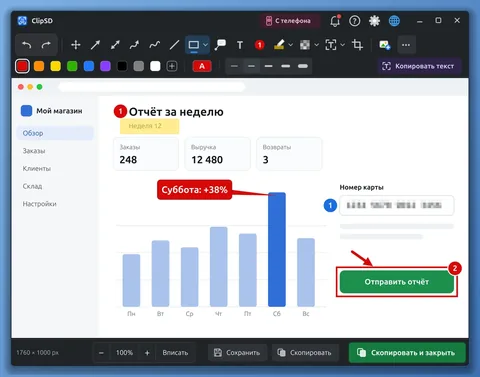 ClipSD
С телефона
T
1
T
A
Копировать текст
Мой магазин
Обзор
Заказы
Клиенты
Склад
Настройки
1 Отчёт за неделю
Неделя 12
Заказы
248
Выручка
12 480
Возвраты
3
Суббота: +38%
Пн Вт Ср Чт Пт Сб Вс
Номер карты
1
2
Отправить отчёт
1760 × 1000 px
− 100% + Вписать
Сохранить
Скопировать
Скопировать и закрыть